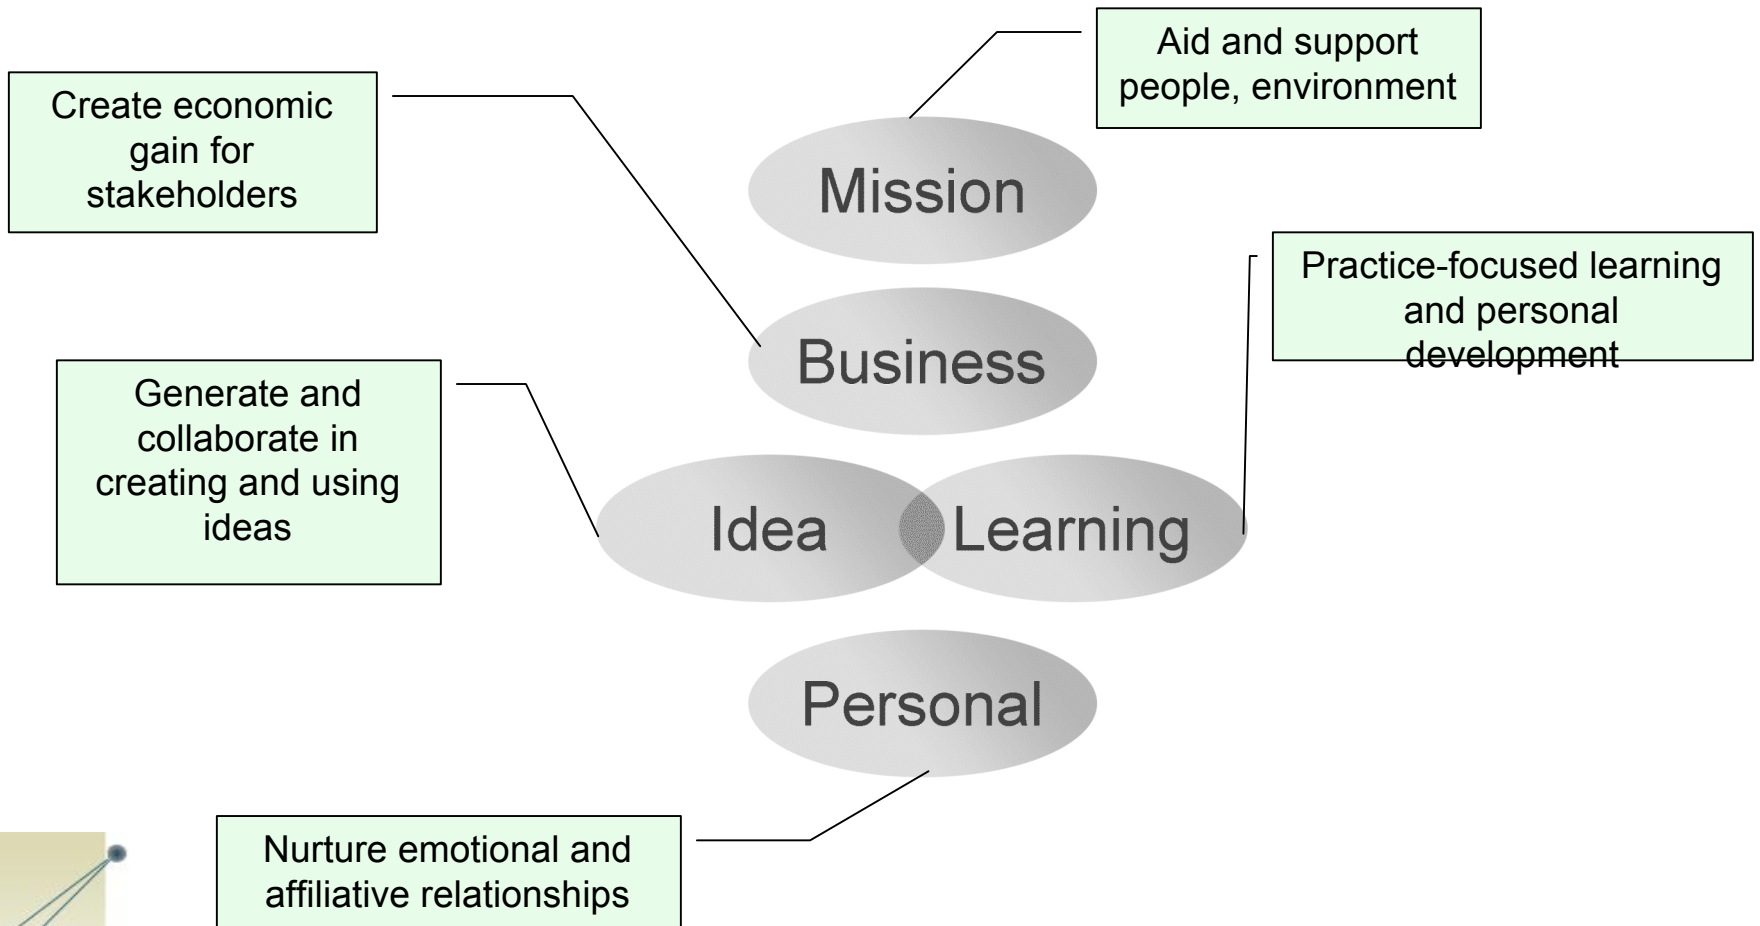 Aid and support
people, environment
Create economic
gain for
stakeholders
Mission
Practice-focused learning
and personal
development
Business
Generate and
collaborate in
creating and using
ideas
Idea
Learning
Personal
Nurture emotional and
affiliative relationships